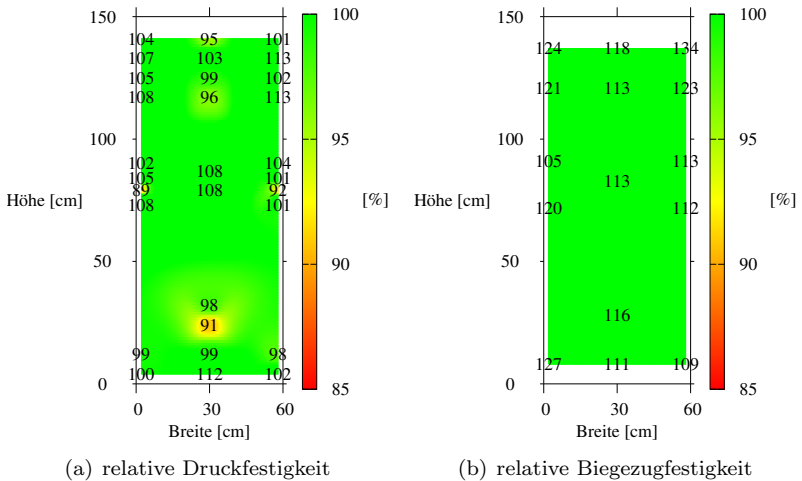 150
104 95 101
107 103 113
105 99 102
108 96 113
100
102 108 104
105 101
89 108 92
108 101
Höhe [cm]
50
98
91
99 99 98
100 112 102
0
0 30 60
Breite [cm]
100
95
[%]
90
85
(a) relative Druckfestigkeit
150
124 118 134
121 113 123
100
105 113
113
120 112
Höhe [cm]
50
116
127 111 109
0
0 30 60
Breite [cm]
100
95
[%]
90
85
(b) relative Biegezugfestigkeit